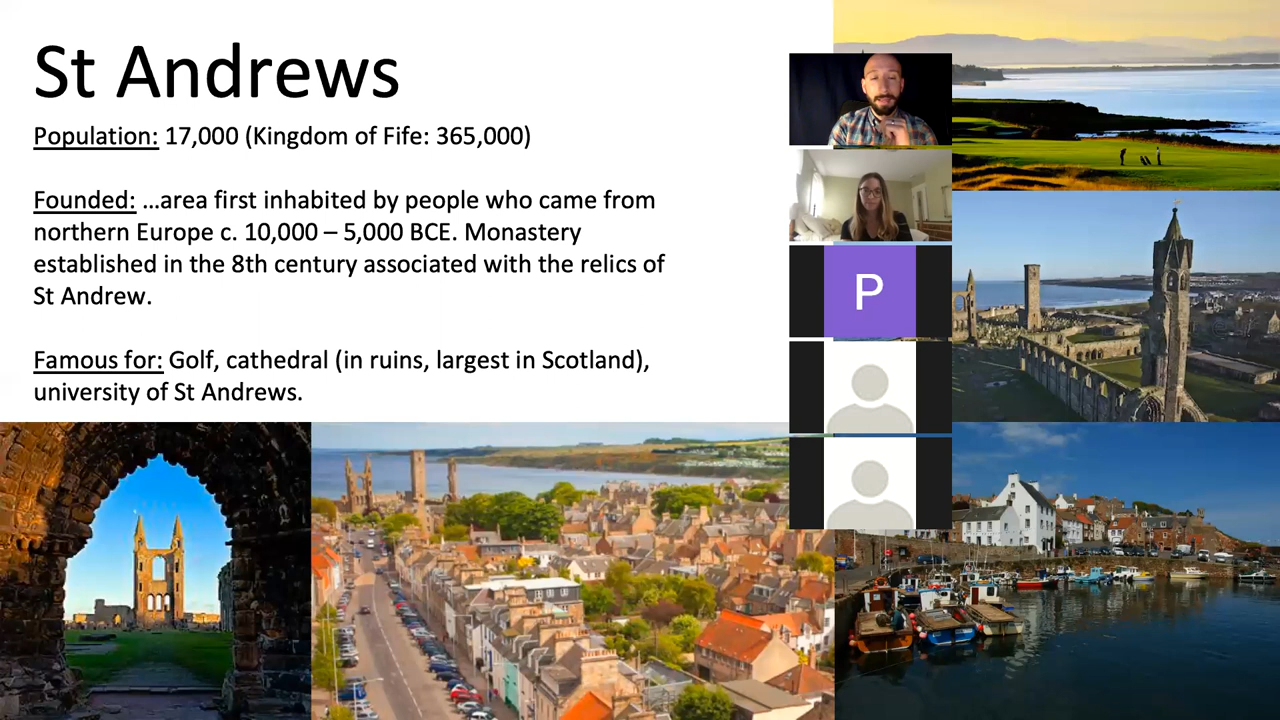 St Andrews
Population: 17,000 (Kingdom of Fife: 365,000)
Founded: …area first inhabited by people who came from
northern Europe c. 10,000 – 5,000 BCE. Monastery
established in the 8th century associated with the relics of
St Andrew.
Famous for: Golf, cathedral (in ruins, largest in Scotland),
university of St Andrews.
P